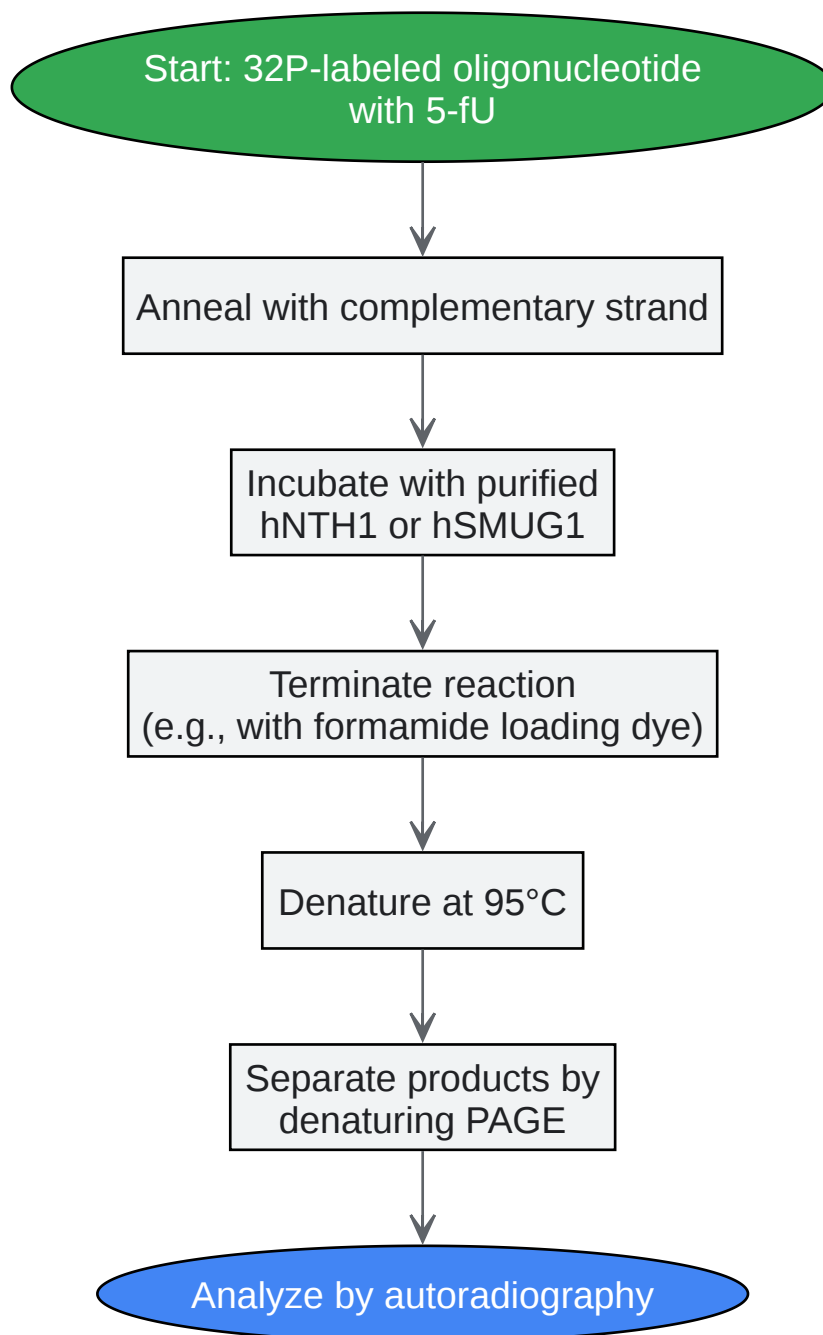 Start: 32P-labeled oligonucleotide
with 5-fU
Anneal with complementary strand
Incubate with purified
hNTH1 or hSMUG1
Terminate reaction
(e.g., with formamide loading dye)
Denature at 95°C
Separate products by
denaturing PAGE
Analyze by autoradiography